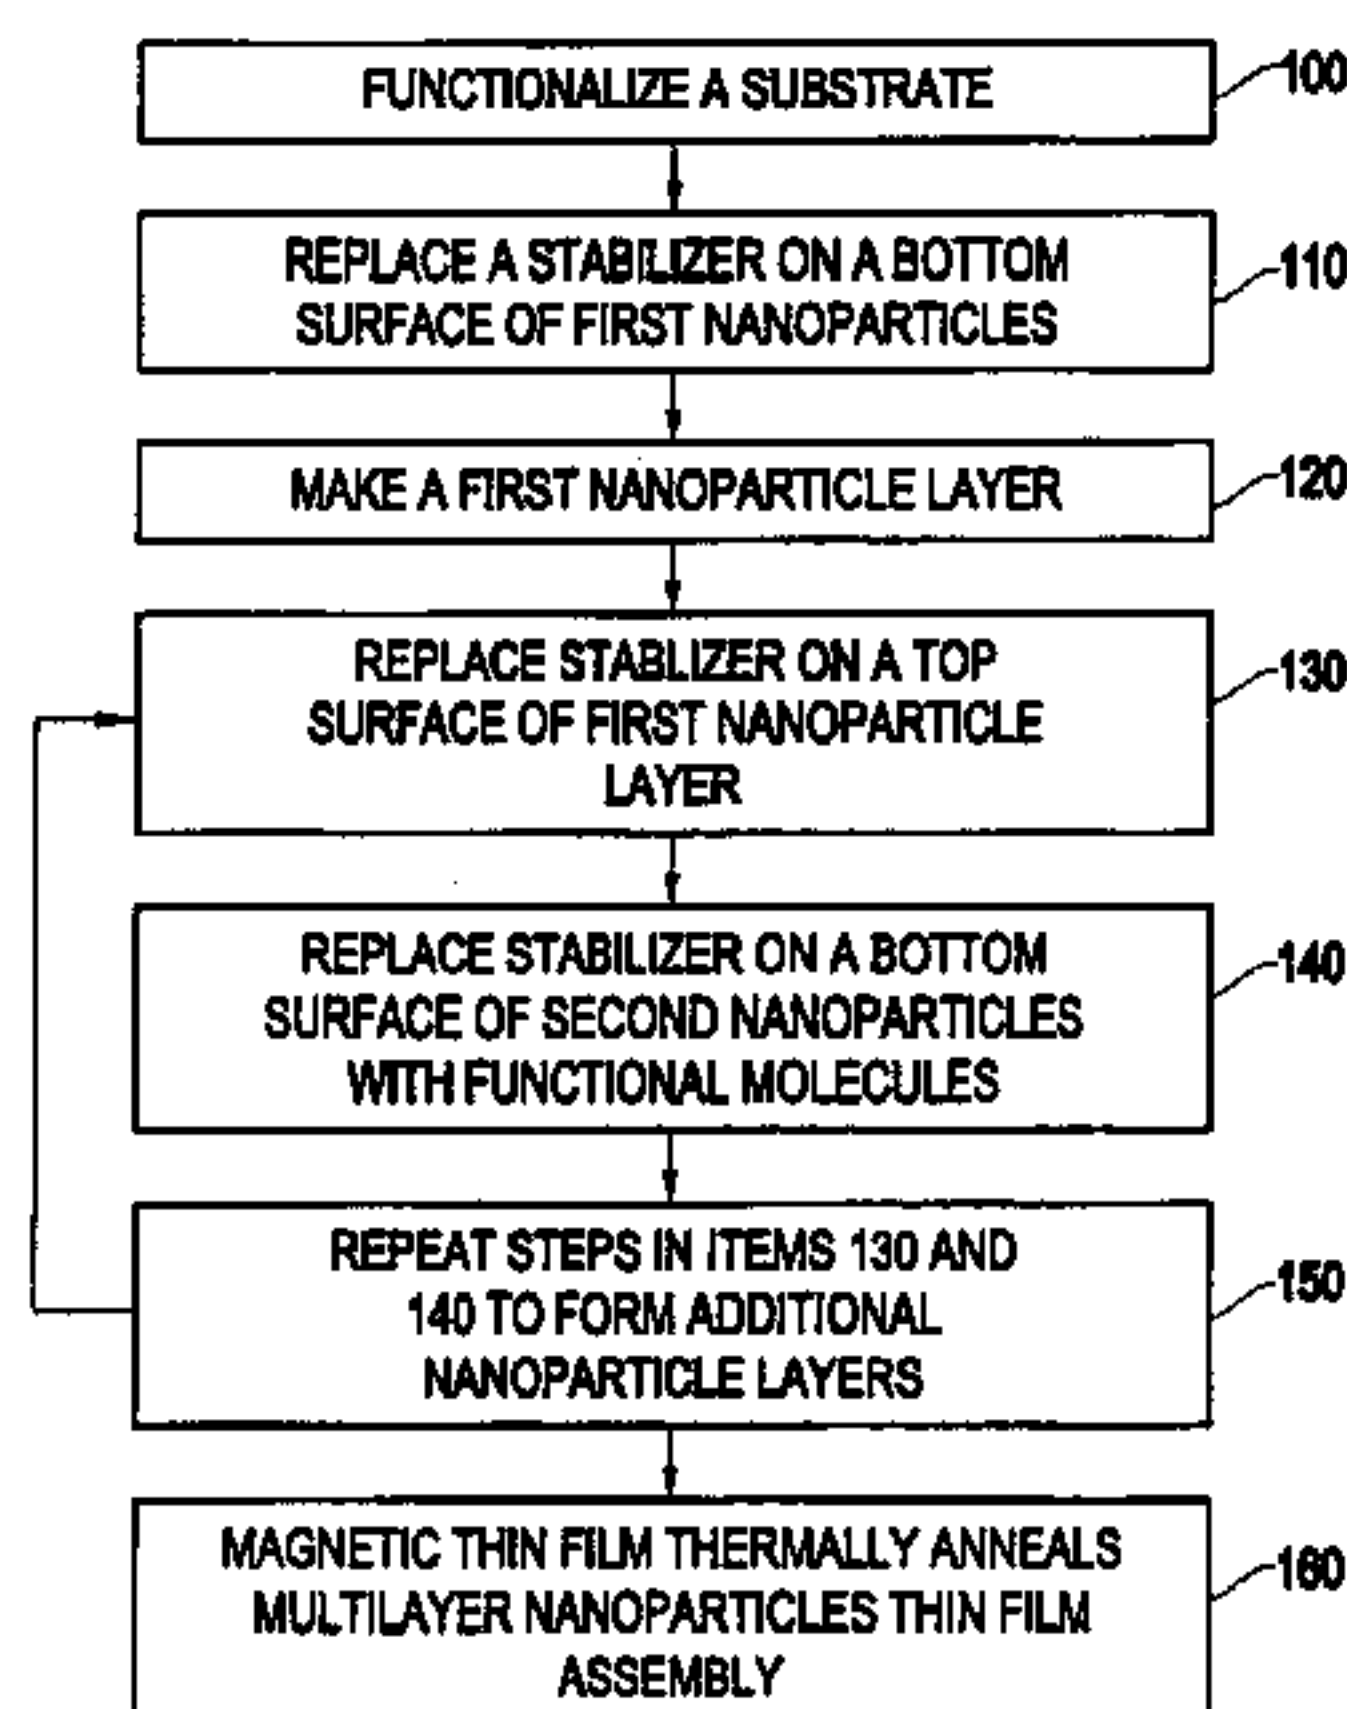 FUNCTIONALIZE A SUBSTRATE
100
REPLACE A STABILIZER ON A BOTTOM
SURFACE OF FIRST NANOPARTICLES
110
MAKE A FIRST NANOPARTICLE LAYER
120
REPLACE STABLIZER ON A TOP
SURFACE OF FIRST NANOPARTICLE
LAYER
130
REPLACE STABILIZER ON A BOTTOM
SURFACE OF SECOND NANOPARTICLES
WITH FUNCTIONAL MOLECULES
140
REPEAT STEPS IN ITEMS 130 AND
140 TO FORM ADDITIONAL
NANOPARTICLE LAYERS
150
MAGNETIC THIN FILM THERMALLY ANNEALS
MULTILAYER NANOPARTICLES THIN FILM
ASSEMBLY
160